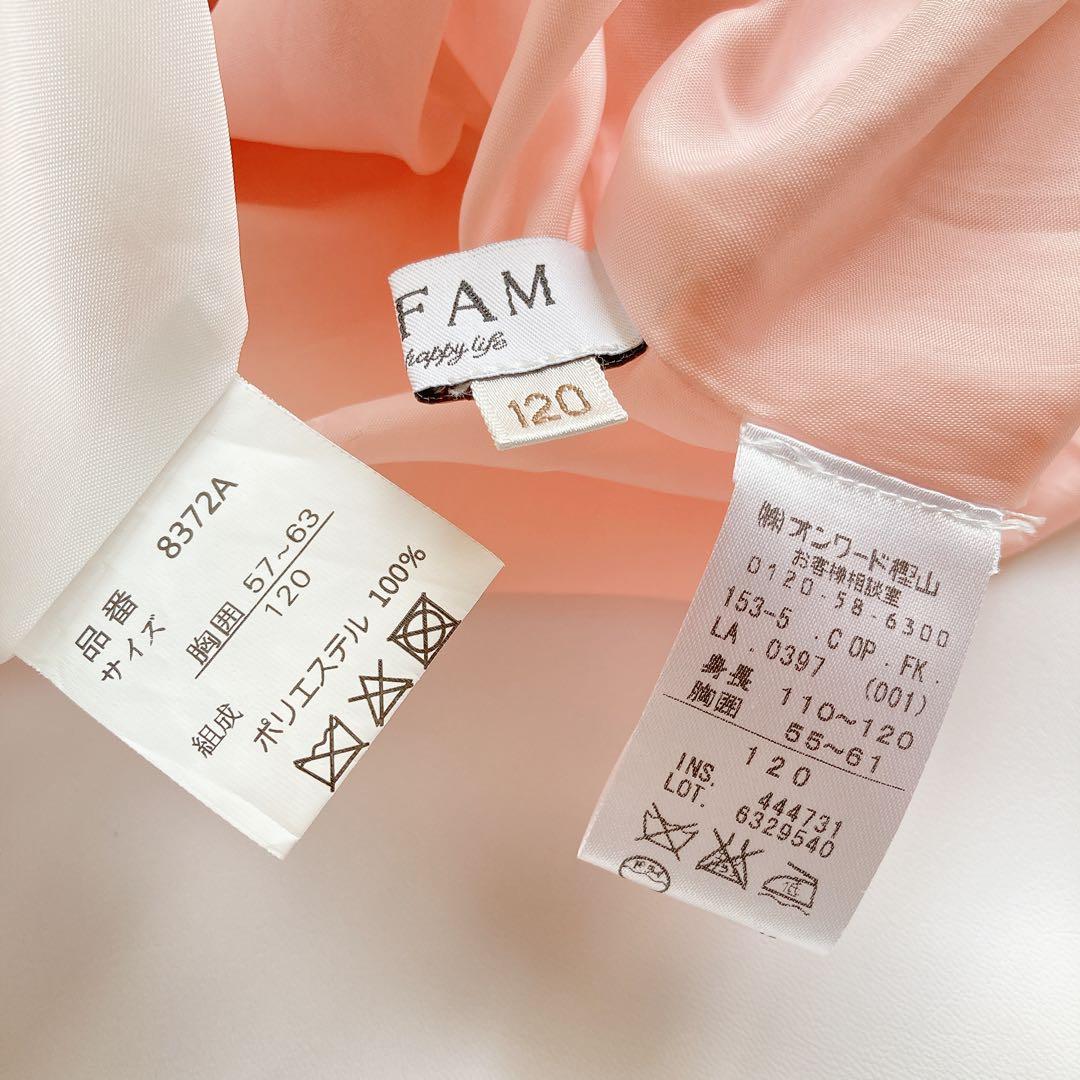 FAM
happy life
120
品番 8372A
サイズ
胸囲 57~63
120
組成
ポリエステル 100%
㈱オンワード樫山
お客様相談室
0120・58・6300
153-5 .COP.FK.
LA.0397 (001)
身長 110~120
胸囲 55~61
120
INS. 444731
LOT. 6329540